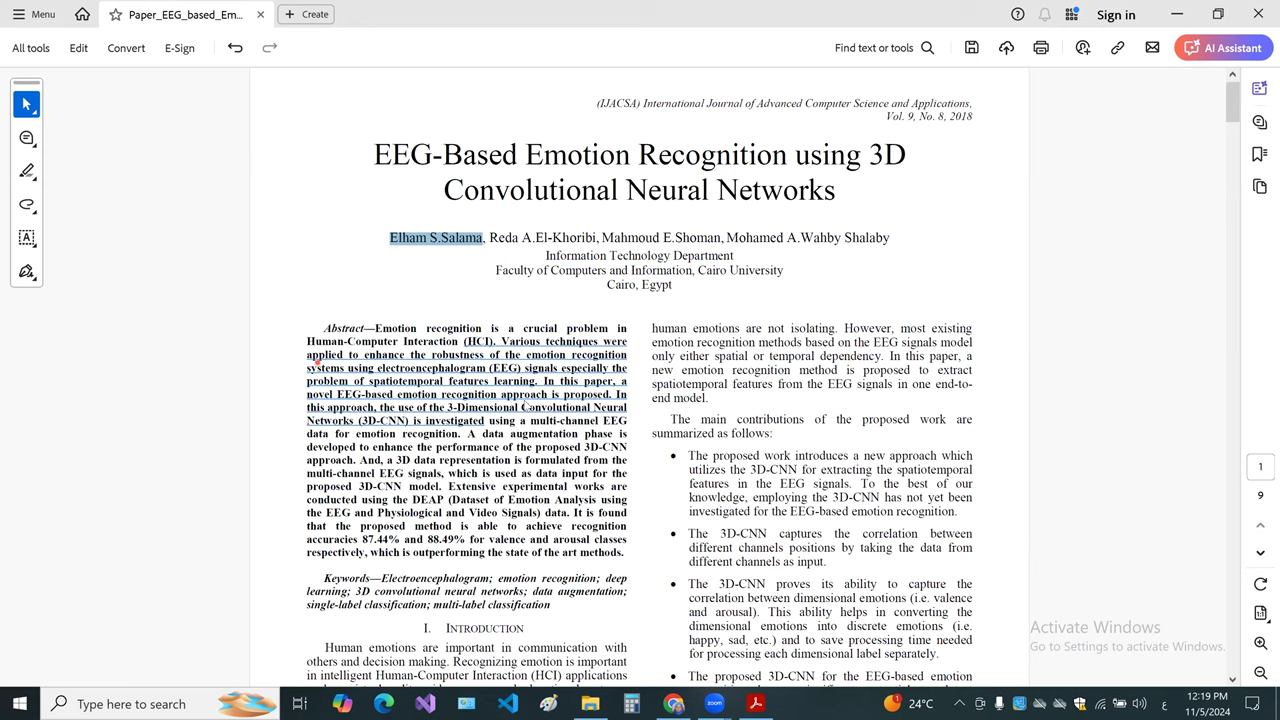 Menu
Paper_EEG_based_Em...
Create
Sign in
All tools
Edit
Convert
E-Sign
Find text or tools
AI Assistant
(IJACSA) International Journal of Advanced Computer Science and Applications,
Vol. 9, No. 8, 2018
EEG-Based Emotion Recognition using 3D
Convolutional Neural Networks
Elham S.Salama, Reda A.El-Khoribi, Mahmoud E.Shoman, Mohamed A.Wahby Shalaby
Information Technology Department
Faculty of Computers and Information, Cairo University
Cairo, Egypt
Abstract—Emotion recognition is a crucial problem in
Human-Computer Interaction (HCI). Various techniques were
applied to enhance the robustness of the emotion recognition
systems using electroencephalogram (EEG) signals especially the
problem of spatiotemporal features learning. In this paper, a
novel EEG-based emotion recognition approach is proposed. In
this approach, the use of the 3-Dimensional Convolutional Neural
Networks (3D-CNN) is investigated using a multi-channel EEG
data for emotion recognition. A data augmentation phase is
developed to enhance the performance of the proposed 3D-CNN
approach. And, a 3D data representation is formulated from the
multi-channel EEG signals, which is used as data input for the
proposed 3D-CNN model. Extensive experimental works are
conducted using the DEAP (Dataset of Emotion Analysis using
the EEG and Physiological and Video Signals) data. It is found
that the proposed method is able to achieve recognition
accuracies 87.44% and 88.49% for valence and arousal classes
respectively, which is outperforming the state of the art methods.
Keywords—Electroencephalogram; emotion recognition; deep
learning; 3D convolutional neural networks; data augmentation;
single-label classification; multi-label classification
I. INTRODUCTION
Human emotions are important in communication with
others and decision making. Recognizing emotion is important
in intelligent Human-Computer Interaction (HCI) applications
human emotions are not isolating. However, most existing
emotion recognition methods based on the EEG signals model
only either spatial or temporal dependency. In this paper, a
new emotion recognition method is proposed to extract
spatiotemporal features from the EEG signals in one end-to-
end model.
The main contributions of the proposed work are
summarized as follows:
• The proposed work introduces a new approach which
utilizes the 3D-CNN for extracting the spatiotemporal
features in the EEG signals. To the best of our
knowledge, employing the 3D-CNN has not yet been
investigated for the EEG-based emotion recognition.
• The 3D-CNN captures the correlation between
different channels positions by taking the data from
different channels as input.
• The 3D-CNN proves its ability to capture the
correlation between dimensional emotions (i.e. valence
and arousal). This ability helps in converting the
dimensional emotions into discrete emotions (i.e.
happy, sad, etc.) and to save processing time needed
for processing each dimensional label separately.
• The proposed 3D-CNN for the EEG-based emotion
1
9
Activate Windows
Go to Settings to activate Windows.
Type here to search
zoom
1
24°C
ع
12:19 PM
11/5/2024